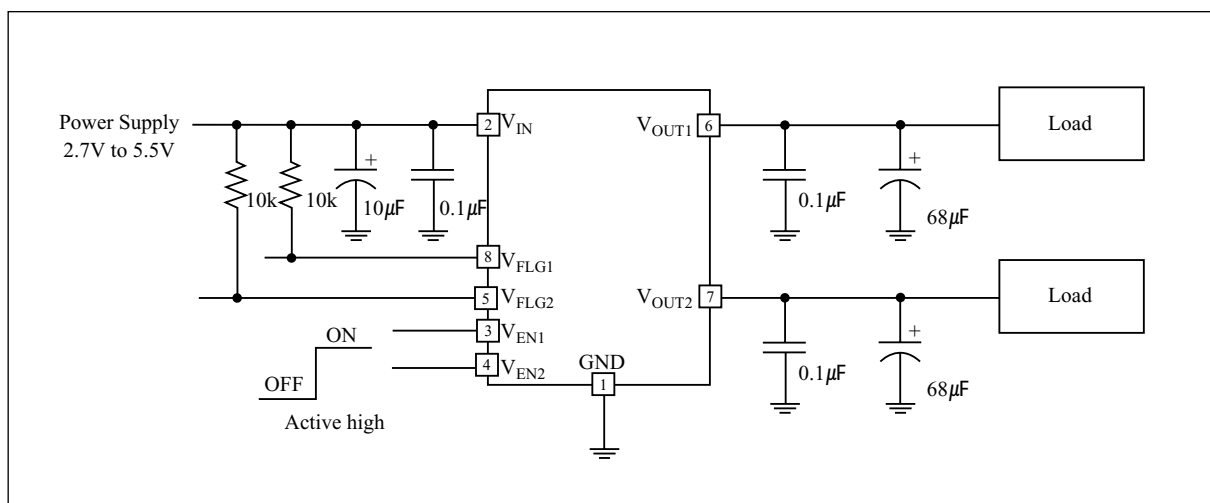 Power Supply
2.7V to 5.5V
2
VIN
10k
10k
+
10μF
0.1μF
8
VFLG1
5
VFLG2
3
VEN1
4
VEN2
ON
OFF
Active high
GND
1
VOUT1
6
0.1μF
+
68μF
Load
VOUT2
7
0.1μF
+
68μF
Load